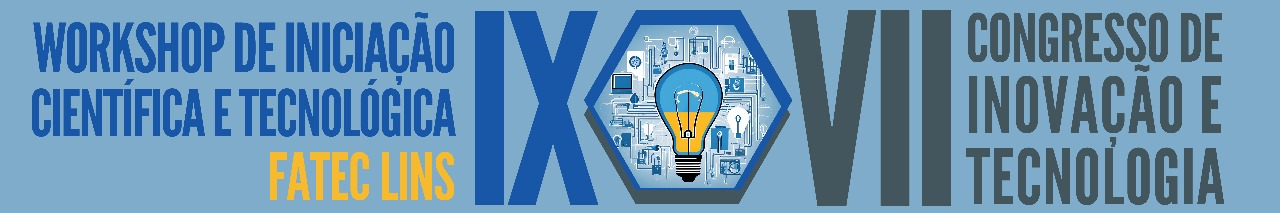 WORKSHOP DE INICIAÇÃO
CIENTÍFICA E TECNOLÓGICA
FATEC LINS
IX
VII
CONGRESSO DE
INOVAÇÃO E
TECNOLOGIA